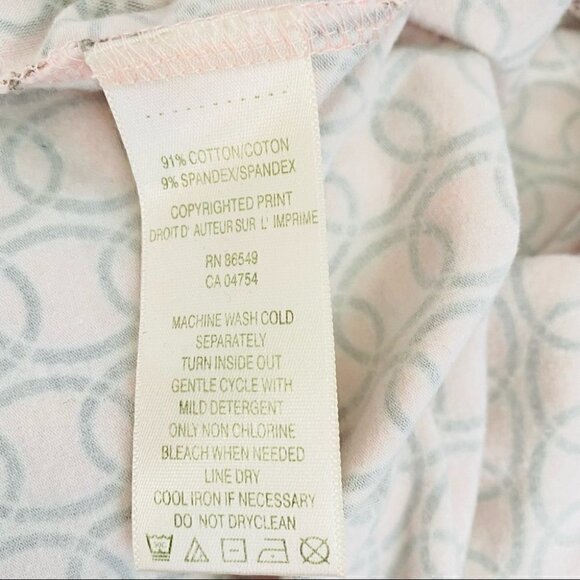 91% COTTON/COTON
9% SPANDEX/SPANDEX
COPYRIGHTED PRINT
DROIT D' AUTEUR SUR L' IMPRIME
RN 86549
CA 04754
MACHINE WASH COLD
SEPARATELY
TURN INSIDE OUT
GENTLE CYCLE WITH
MILD DETERGENT
ONLY NON CHLORINE
BLEACH WHEN NEEDED
LINE DRY
COOL IRON IF NECESSARY
DO NOT DRYCLEAN